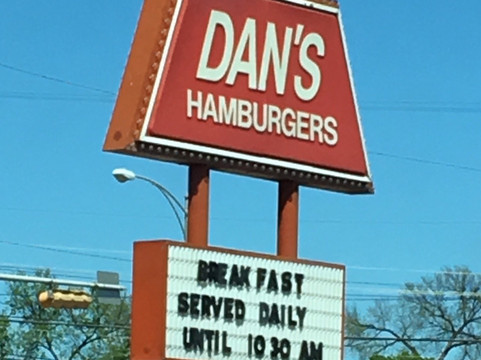 DAN'S
HAMBURGERS
BREAKFAST
SERVED DAILY
UNTIL 10 30 AM